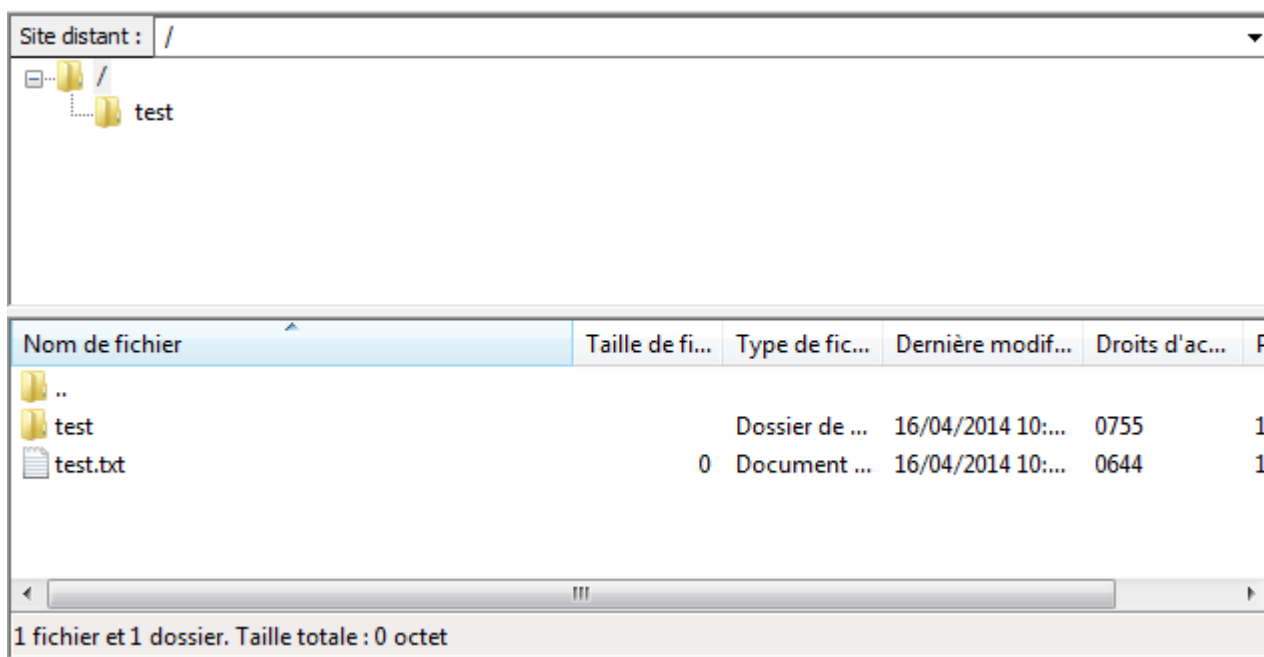 Site distant : /
/
test
Nom de fichier Taille de fi... Type de fic... Dernière modif... Droits d'ac... P
..
test Dossier de ... 16/04/2014 10:... 0755 1
test.txt 0 Document ... 16/04/2014 10:... 0644 1
1 fichier et 1 dossier. Taille totale : 0 octet